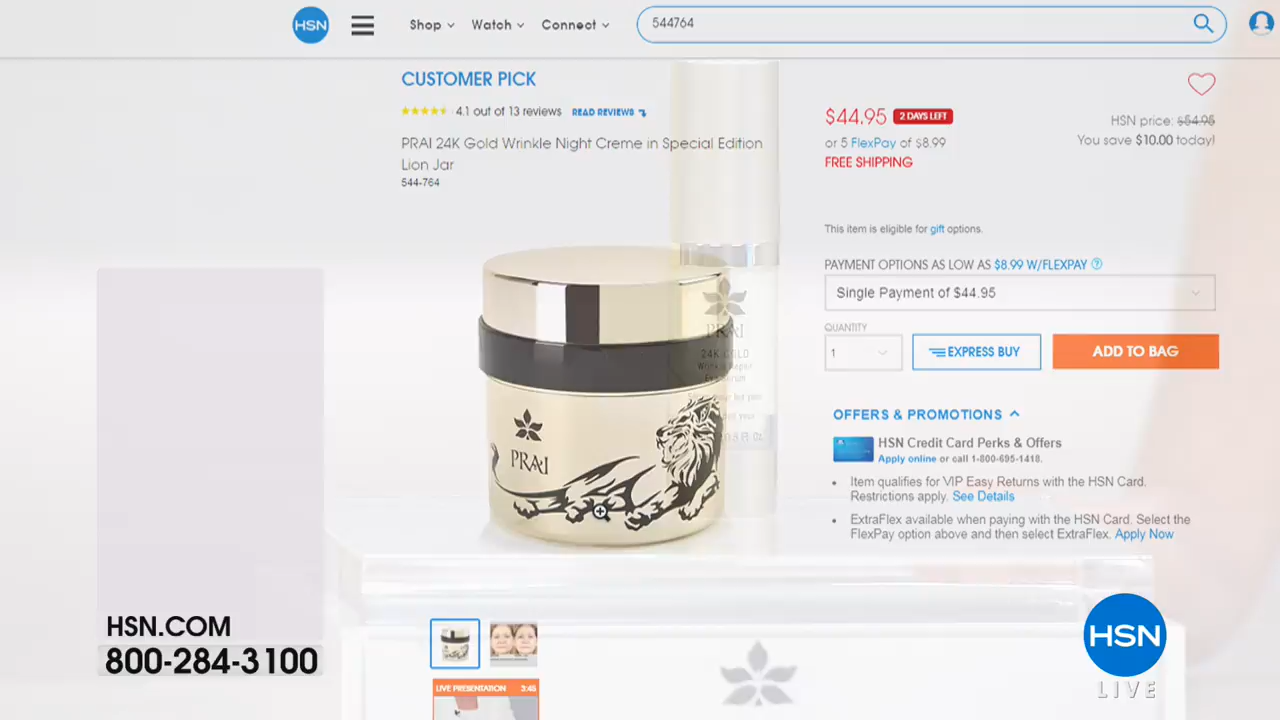 HSN
Shop
Watch
Connect
544764
CUSTOMER PICK
4.1 out of 13 reviews READ REVIEWS
PRAI 24K Gold Wrinkle Night Creme in Special Edition
Lion Jar
544-764
$44.95 2 DAYS LEFT
or 5 FlexPay of $8.99
FREE SHIPPING
HSN price: $54.95
You save $10.00 today!
This item is eligible for gift options.
PAYMENT OPTIONS AS LOW AS $8.99 W/FLEXPAY ?
Single Payment of $44.95
QUANTITY
1
EXPRESS BUY
ADD TO BAG
OFFERS & PROMOTIONS
HSN Credit Card Perks & Offers
Apply online or call 1-800-695-1418.
• Item qualifies for VIP Easy Returns with the HSN Card.
Restrictions apply. See Details
• ExtraFlex available when paying with the HSN Card. Select the
FlexPay option above and then select ExtraFlex. Apply Now
PRAI
24K GOLD
Wrinkle Repair
PRAI
LIVE PRESENTATION 3:45
HSN.COM
800-284-3100
HSN
LIVE